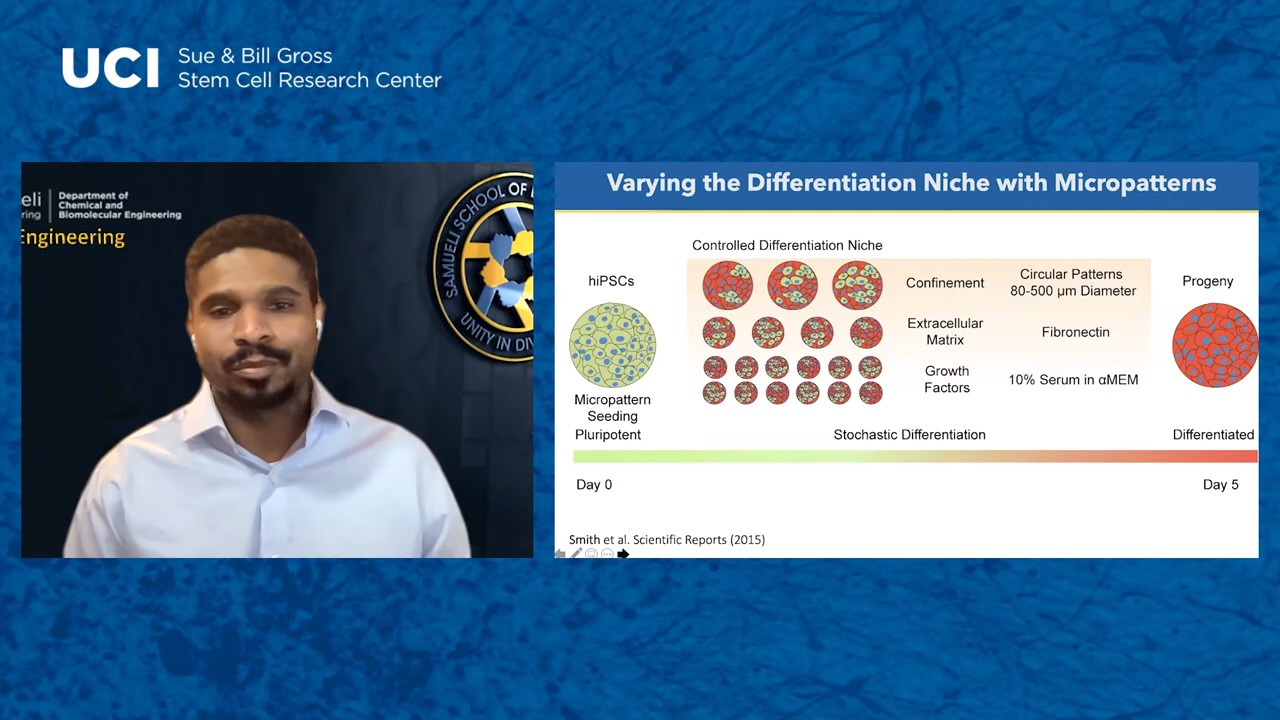 UCI
Sue & Bill Gross
Stem Cell Research Center
eli
ring
Department of
Chemical and
Biomolecular Engineering
Engineering
SAMUELI SCHOOL OF
UNITY IN DIV
Varying the Differentiation Niche with Micropatterns
Controlled Differentiation Niche
hiPSCs
Confinement
Circular Patterns
80-500 µm Diameter
Progeny
Extracellular
Matrix
Fibronectin
Growth
Factors
10% Serum in αMEM
Micropattern
Seeding
Pluripotent
Stochastic Differentiation
Differentiated
Day 0
Day 5
Smith et al. Scientific Reports (2015)